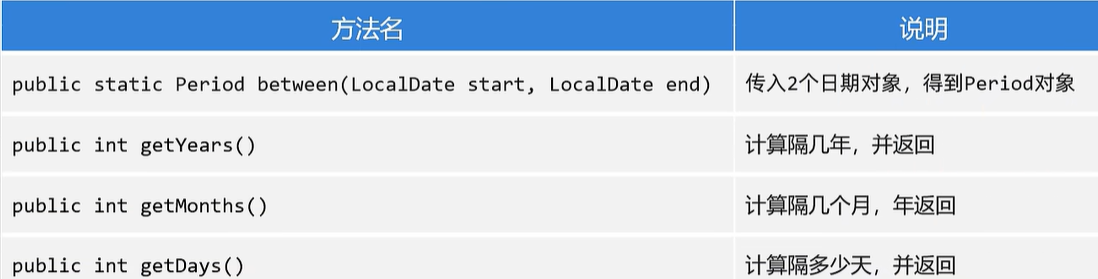 方法名 说明
public static Period between(LocalDate start, LocalDate end) 传入2个日期对象，得到Period对象
public int getYears() 计算隔几年，并返回
public int getMonths() 计算隔几个月，年返回
public int getDays() 计算隔多少天，并返回